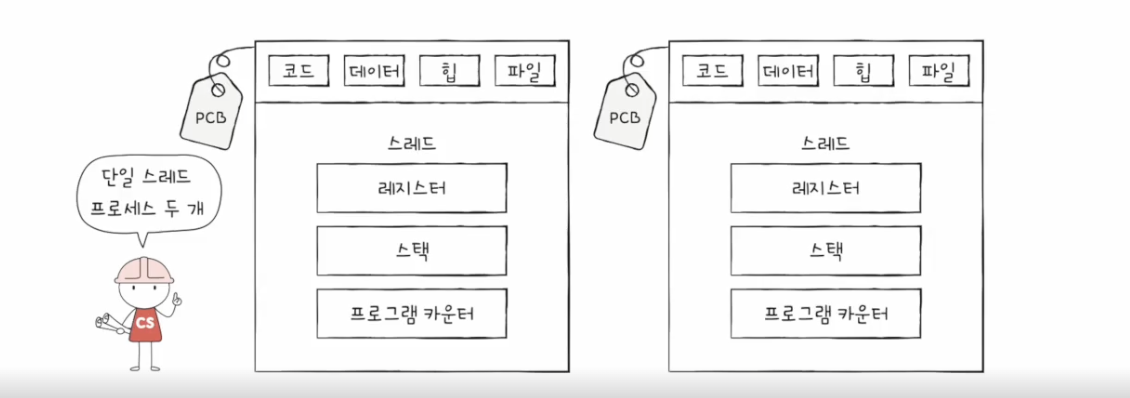 코드 데이터 힙 파일
PCB
스레드
레지스터
스택
프로그램 카운터
코드 데이터 힙 파일
PCB
스레드
레지스터
스택
프로그램 카운터
단일 스레드
프로세스 두 개
CS